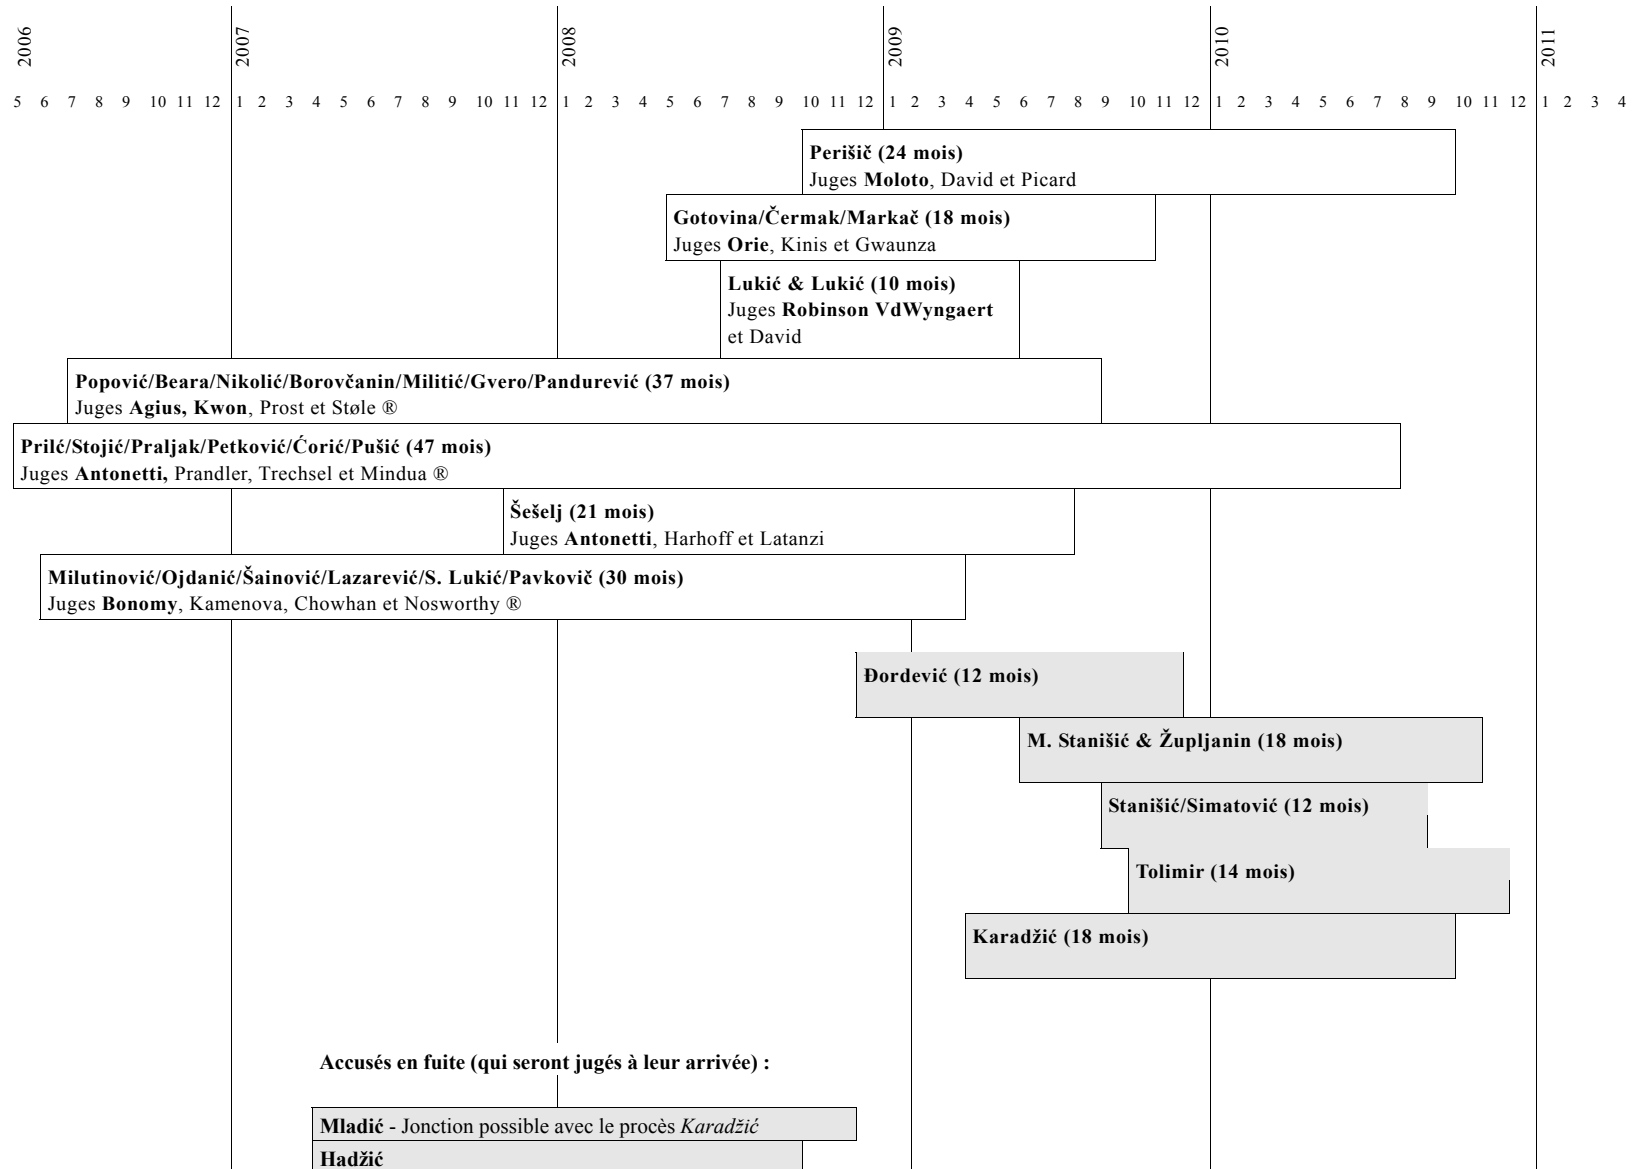 2006 2007 2008 2009 2010 2011
5 6 7 8 9 10 11 12 1 2 3 4 5 6 7 8 9 10 11 12 1 2 3 4 5 6 7 8 9 10 11 12 1 2 3 4 5 6 7 8 9 10 11 12 1 2 3 4 5 6 7 8 9 10 11 12 1 2 3 4
Perišič (24 mois)
Juges Moloto, David et Picard
Gotovina/Čermak/Markač (18 mois)
Juges Orie, Kinis et Gwaunza
Lukić & Lukić (10 mois)
Juges Robinson VdWyngaert
et David
Popović/Beara/Nikolić/Borovčanin/Militić/Gvero/Pandurević (37 mois)
Juges Agius, Kwon, Prost et Støle ®
Prilć/Stojić/Praljak/Petković/Ćorić/Pušić (47 mois)
Juges Antonetti, Prandler, Trechsel et Mindua ®
Šešelj (21 mois)
Juges Antonetti, Harhoff et Latanzi
Milutinović/Ojdanić/Šainović/Lazarević/S. Lukić/Pavkovič (30 mois)
Juges Bonomy, Kamenova, Chowhan et Nosworthy ®
Đordević (12 mois)
M. Stanišić & Župljanin (18 mois)
Stanišić/Simatović (12 mois)
Tolimir (14 mois)
Karadžić (18 mois)
Accusés en fuite (qui seront jugés à leur arrivée) :
Mladić - Jonction possible avec le procès Karadžić
Hadžić